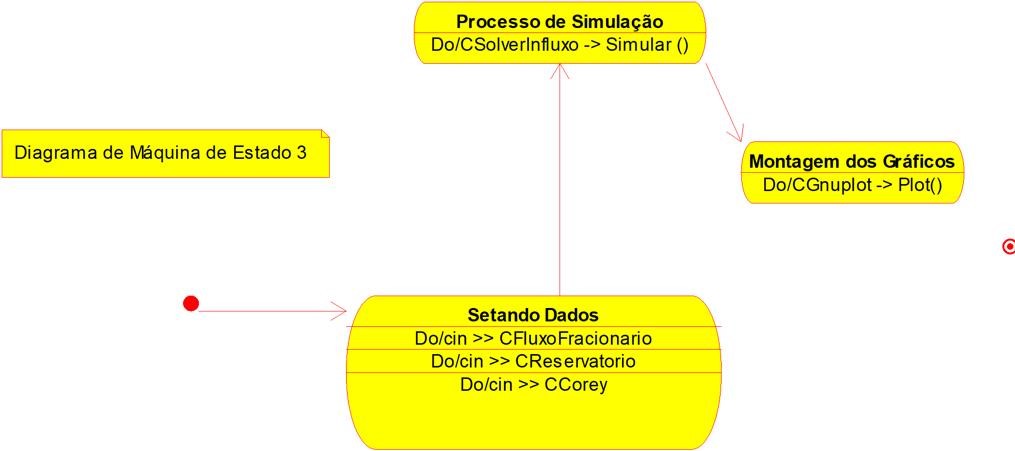 Processo de Simulação
Do/CSolverInfluxo -> Simular ()
Diagrama de Máquina de Estado 3
Montagem dos Gráficos
Do/CGnuplot -> Plot()
Setando Dados
Do/cin >> CFluxoFracionario
Do/cin >> CReservatorio
Do/cin >> CCorey